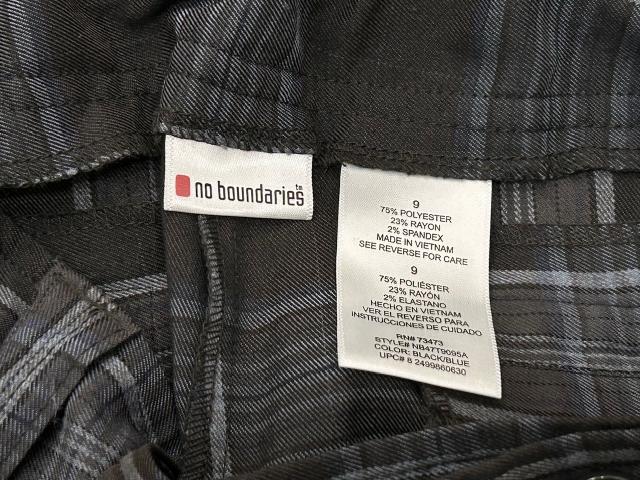 no boundaries™
9
75% POLYESTER
23% RAYON
2% SPANDEX
MADE IN VIETNAM
SEE REVERSE FOR CARE
9
75% POLIÉSTER
23% RAYÓN
2% ELASTANO
HECHO EN VIETNAM
VER EL REVERSO PARA
INSTRUCCIONES DE CUIDADO
RN# 73473
STYLE# NB47T9095A
COLOR: BLACK/BLUE
UPC# 8 2499860630